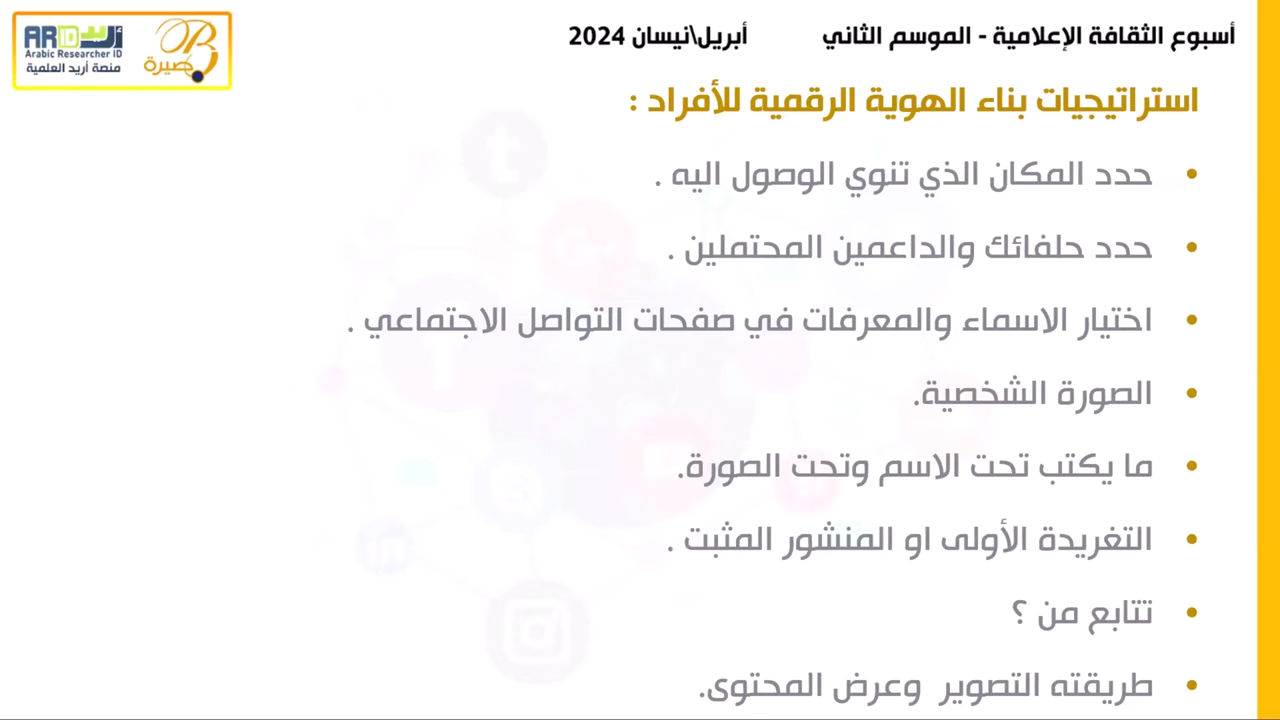 أسبوع الثقافة الإعلامية - الموسم الثاني أبريل\نيسان 2024
ARID أريد
Arabic Researcher ID
منصة أريد العلمية
بصيرة
استراتيجيات بناء الهوية الرقمية للأفراد :
• حدد المكان الذي تنوي الوصول اليه .
• حدد حلفائك والداعمين المحتملين .
• اختيار الاسماء والمعرفات في صفحات التواصل الاجتماعي .
• الصورة الشخصية.
• ما يكتب تحت الاسم وتحت الصورة.
• التغريدة الأولى او المنشور المثبت .
• تتابع من ؟
• طريقته التصوير وعرض المحتوى.